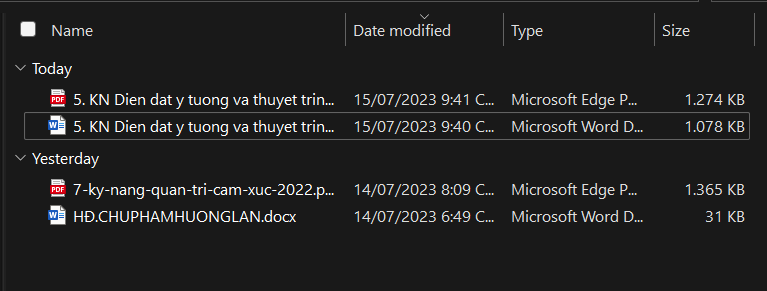 Name Date modified Type Size
Today
PDF 5. KN Dien dat y tuong va thuyet trin... 15/07/2023 9:41 C... Microsoft Edge P... 1.274 KB
W 5. KN Dien dat y tuong va thuyet trin... 15/07/2023 9:40 C... Microsoft Word D... 1.078 KB
Yesterday
PDF 7-ky-nang-quan-tri-cam-xuc-2022.p... 14/07/2023 8:09 C... Microsoft Edge P... 1.365 KB
W HĐ.CHUPHAMHUONGLAN.docx 14/07/2023 6:49 C... Microsoft Word D... 31 KB